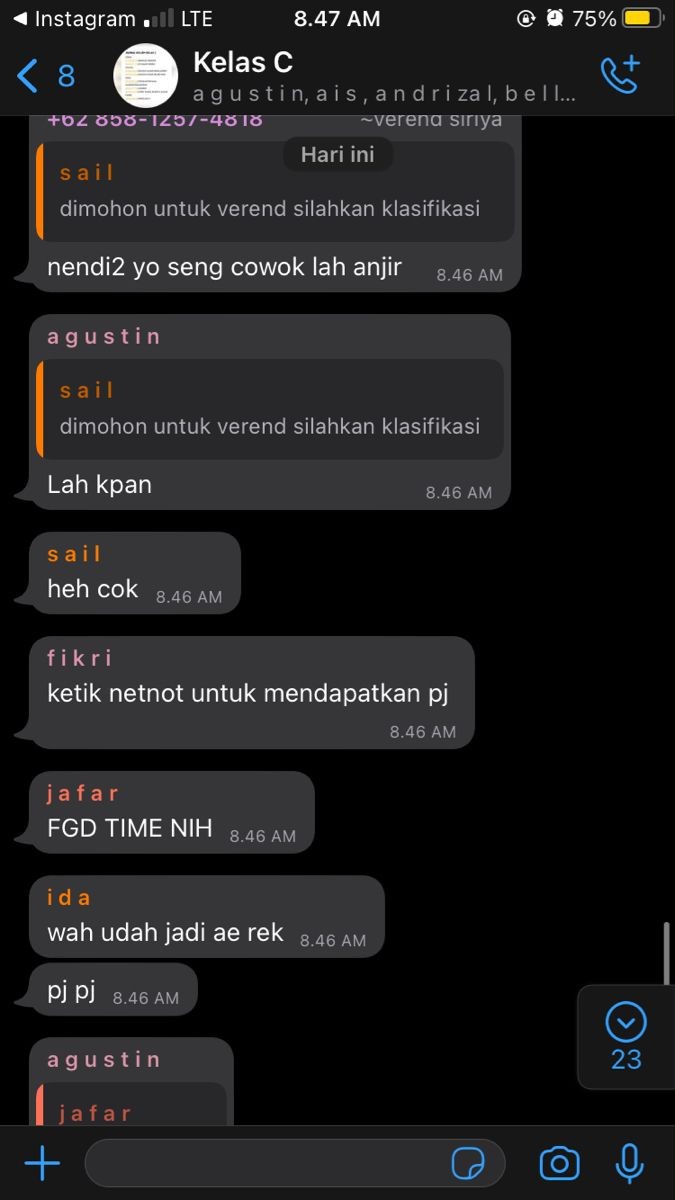 Instagram LTE 8.47 AM 75%
8 Kelas C
agustin, ais, andrizal, bell...
+62 858-1257-4818 ~verend siriya
Hari ini
sail
dimohon untuk verend silahkan klasifikasi
nendi2 yo seng cowok lah anjir 8.46 AM
agustin
sail
dimohon untuk verend silahkan klasifikasi
Lah kpan 8.46 AM
sail
heh cok 8.46 AM
fikri
ketik netnot untuk mendapatkan pj
8.46 AM
jafar
FGD TIME NIH 8.46 AM
ida
wah udah jadi ae rek 8.46 AM
pj pj 8.46 AM
23
agustin
jafar